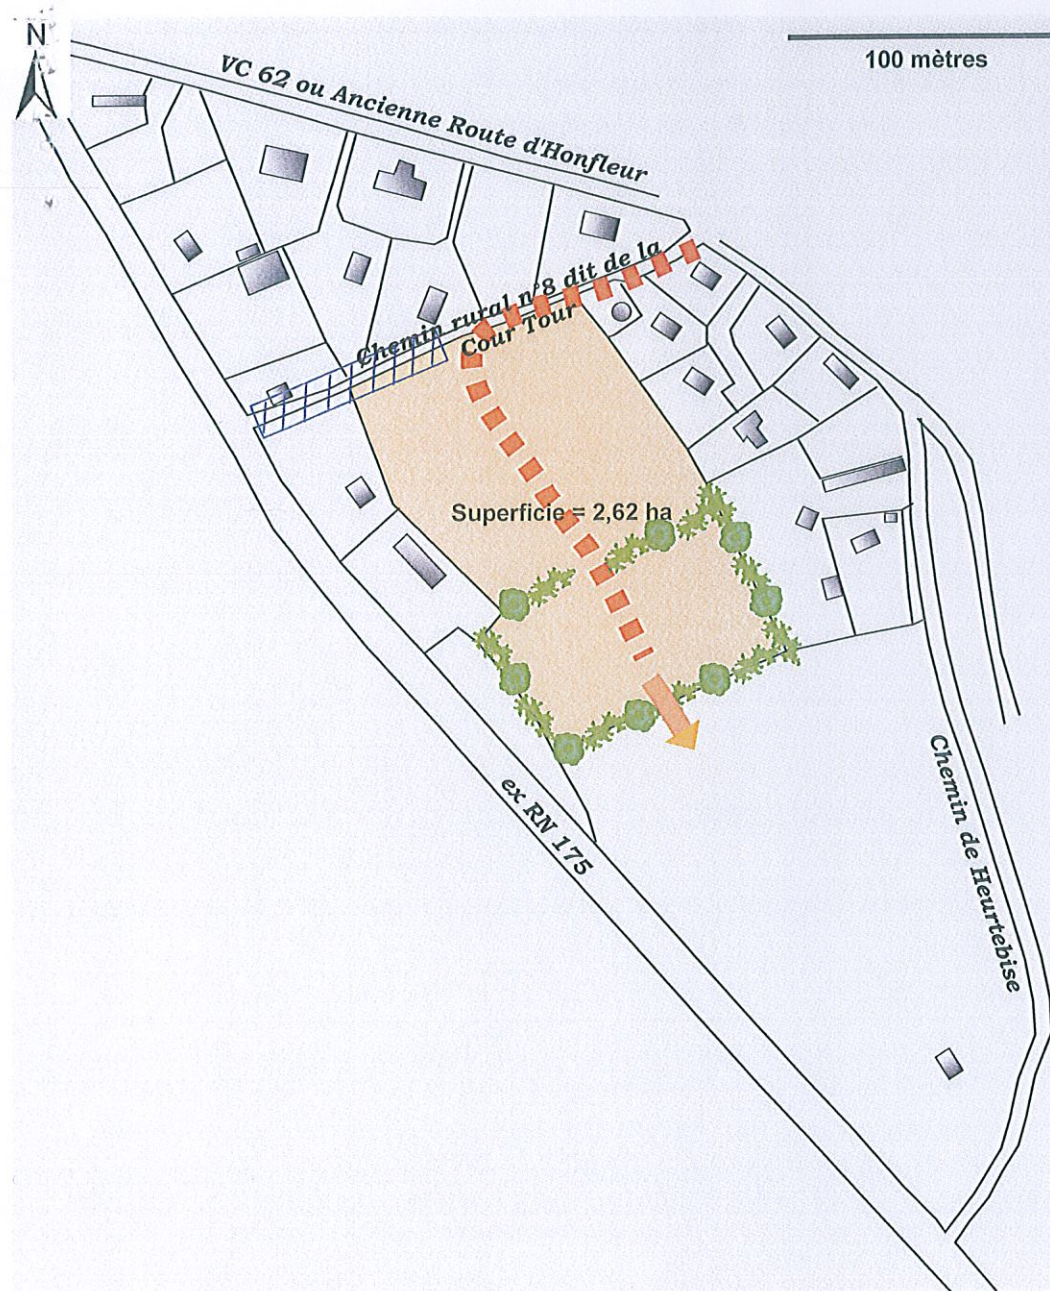 N
100 mètres
VC 62 ou Ancienne Route d'Honfleur
Chemin rural n°8 dit de la
Cour Tour
Superficie = 2,62 ha
ex RN 175
Chemin de Heurtebise